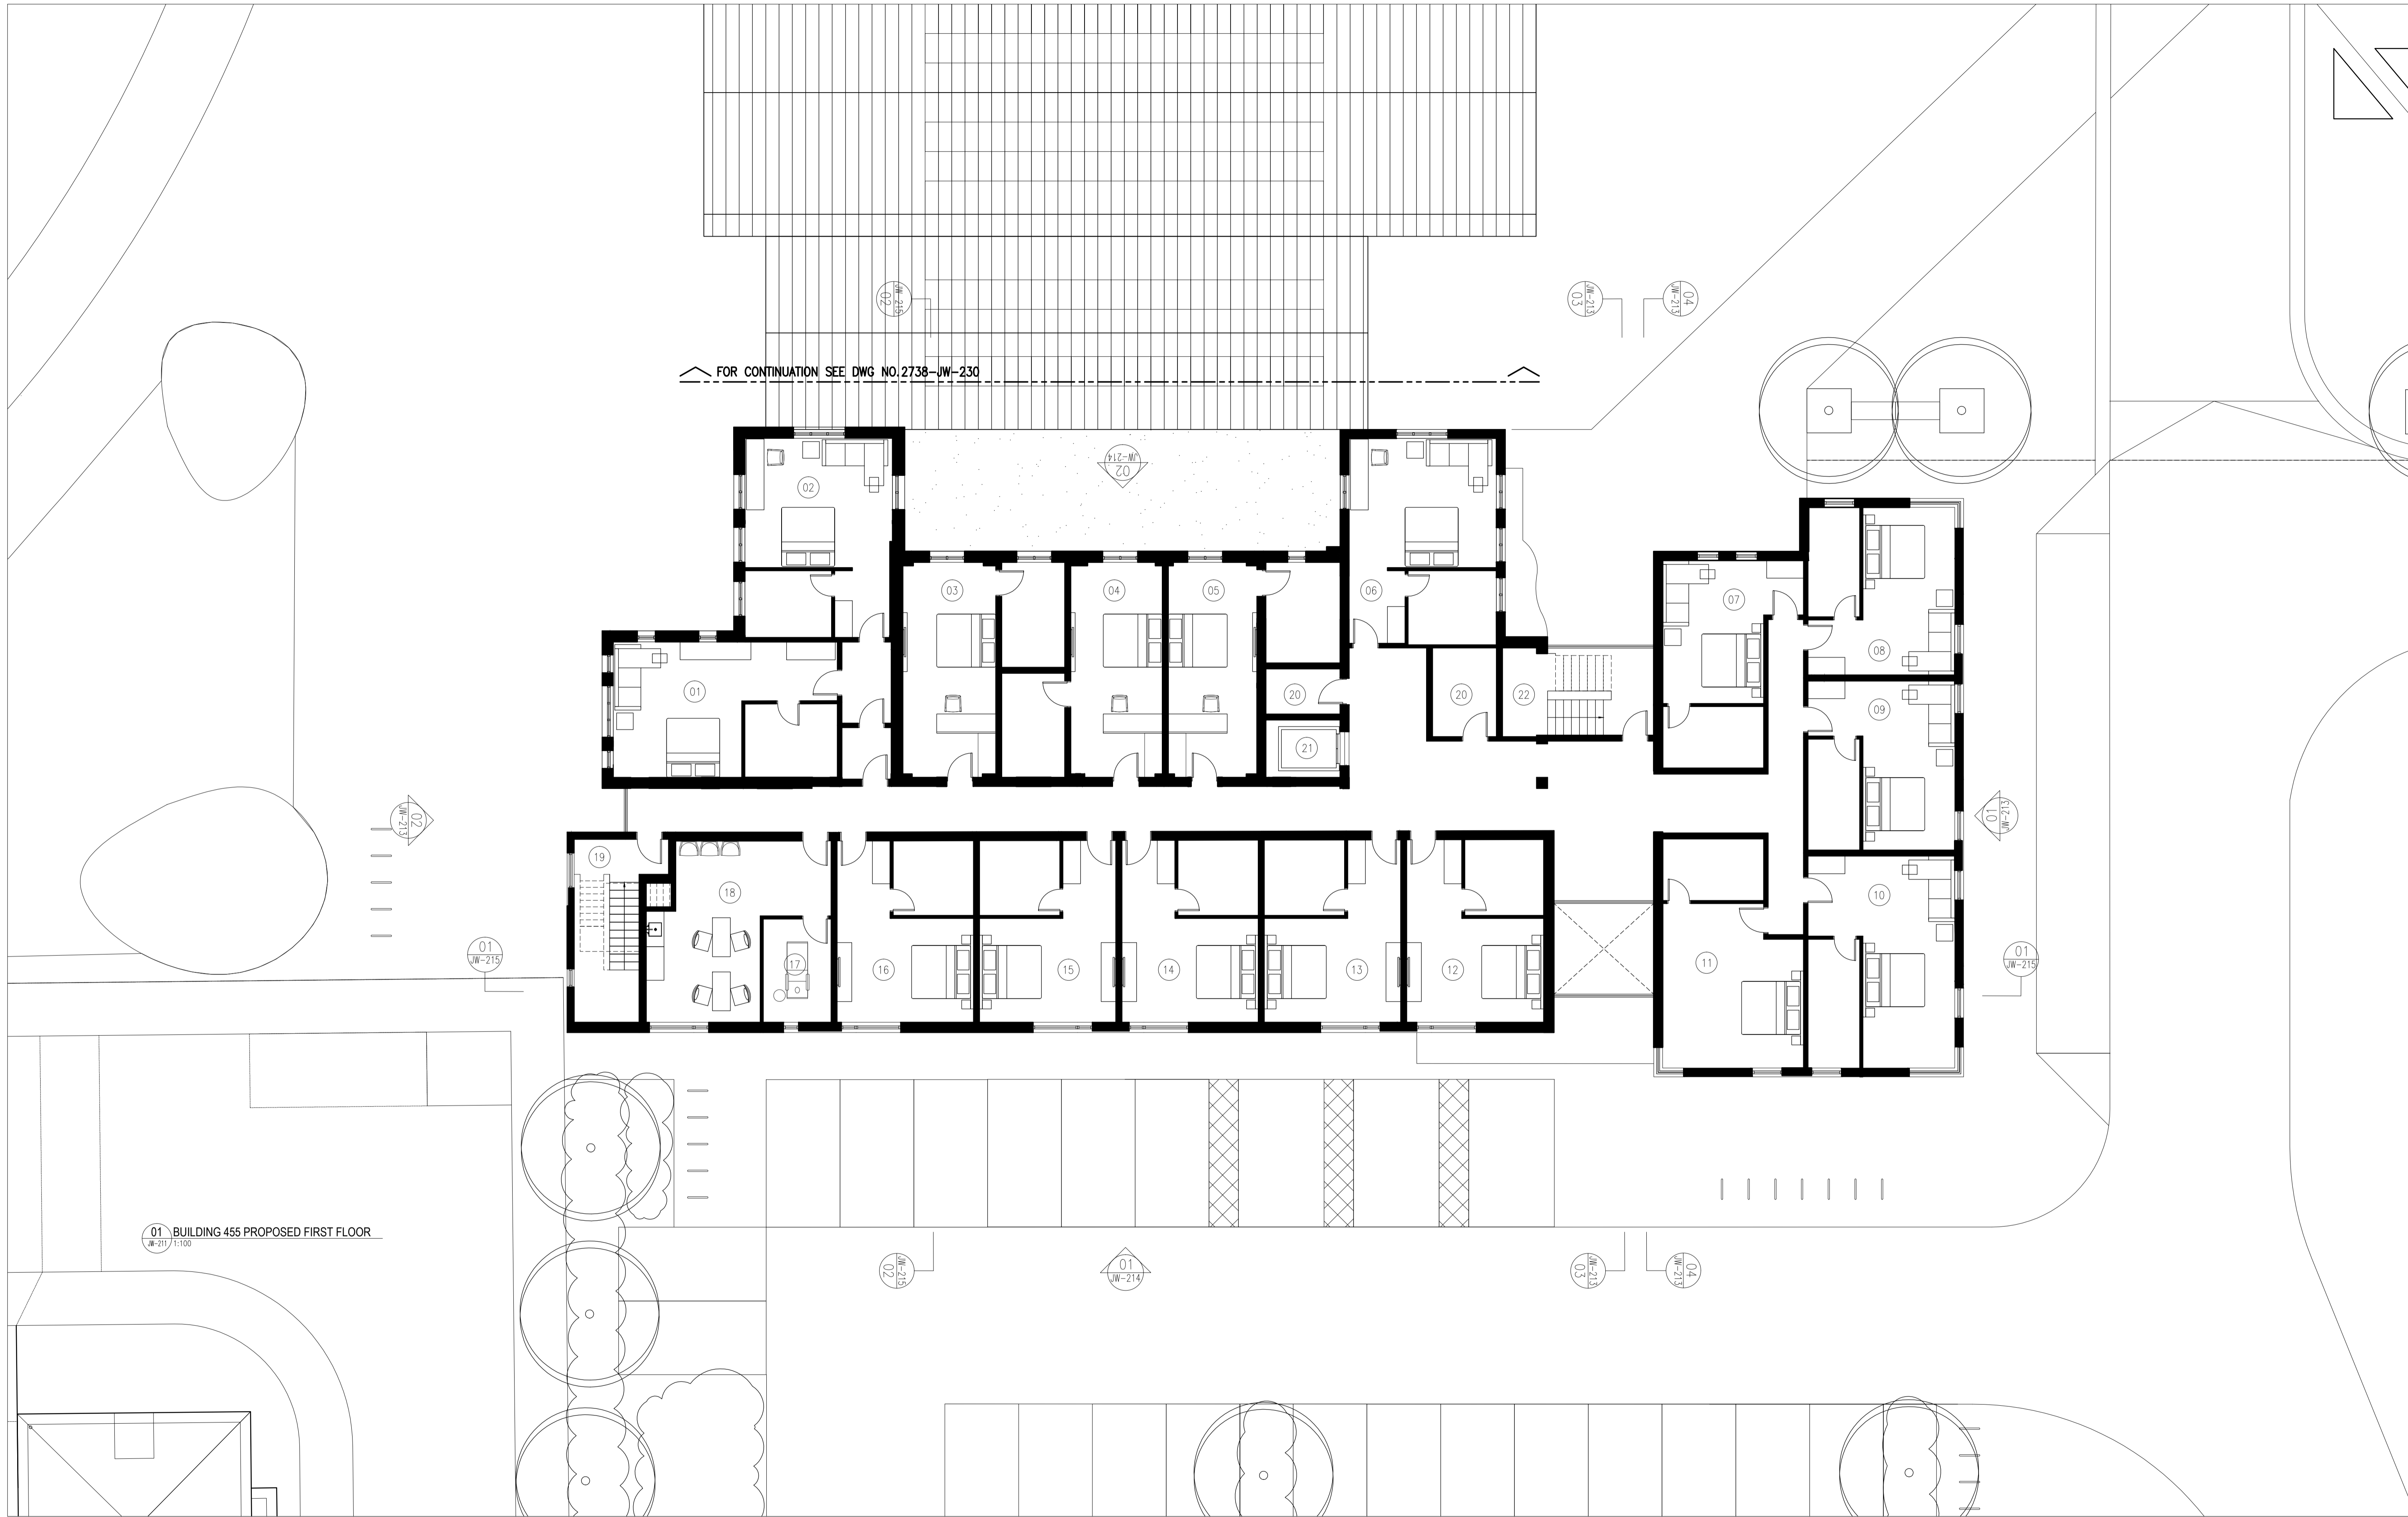 02
JW-215
03
JW-213
04
JW-213
FOR CONTINUATION SEE DWG NO.2738-JW-230
02
JW-214
02
06
03
04
05
07
08
01
20
20
22
09
21
02
JW-213
01
JW-213
19
18
10
01
JW-215
17
16
15
14
13
12
11
01
JW-215
01
BUILDING 455 PROPOSED FIRST FLOOR
JW-211
1:100
02
JW-215
01
JW-214
03
JW-213
04
JW-213